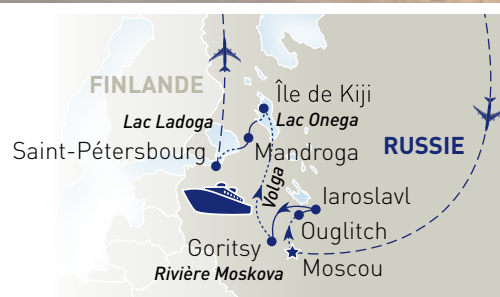 FINLANDE
Île de Kiji
Lac Ladoga
Lac Onega
Saint-Pétersbourg
Mandroga
RUSSIE
Volga
Iaroslavl
Ouglitch
Goritsy
Rivière Moskova
Moscou